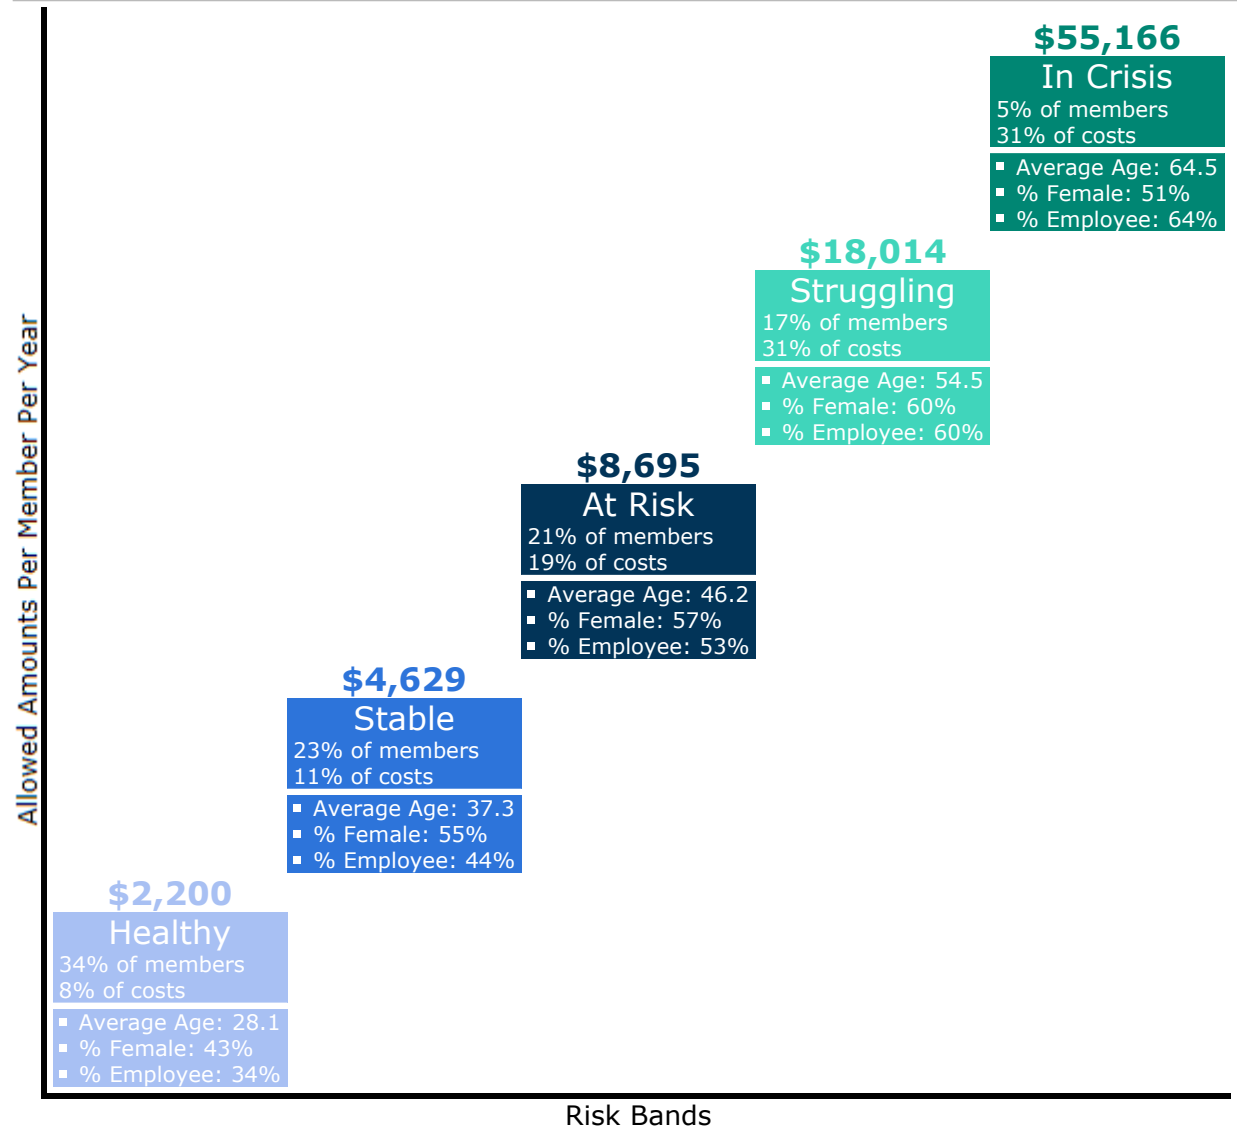 $55,166
In Crisis
5% of members
31% of costs
▪ Average Age: 64.5
▪ % Female: 51%
▪ % Employee: 64%
$18,014
Struggling
17% of members
31% of costs
▪ Average Age: 54.5
▪ % Female: 60%
▪ % Employee: 60%
$8,695
At Risk
21% of members
19% of costs
▪ Average Age: 46.2
▪ % Female: 57%
▪ % Employee: 53%
$4,629
Stable
23% of members
11% of costs
▪ Average Age: 37.3
▪ % Female: 55%
▪ % Employee: 44%
$2,200
Healthy
34% of members
8% of costs
▪ Average Age: 28.1
▪ % Female: 43%
▪ % Employee: 34%
Allowed Amounts Per Member Per Year
Risk Bands